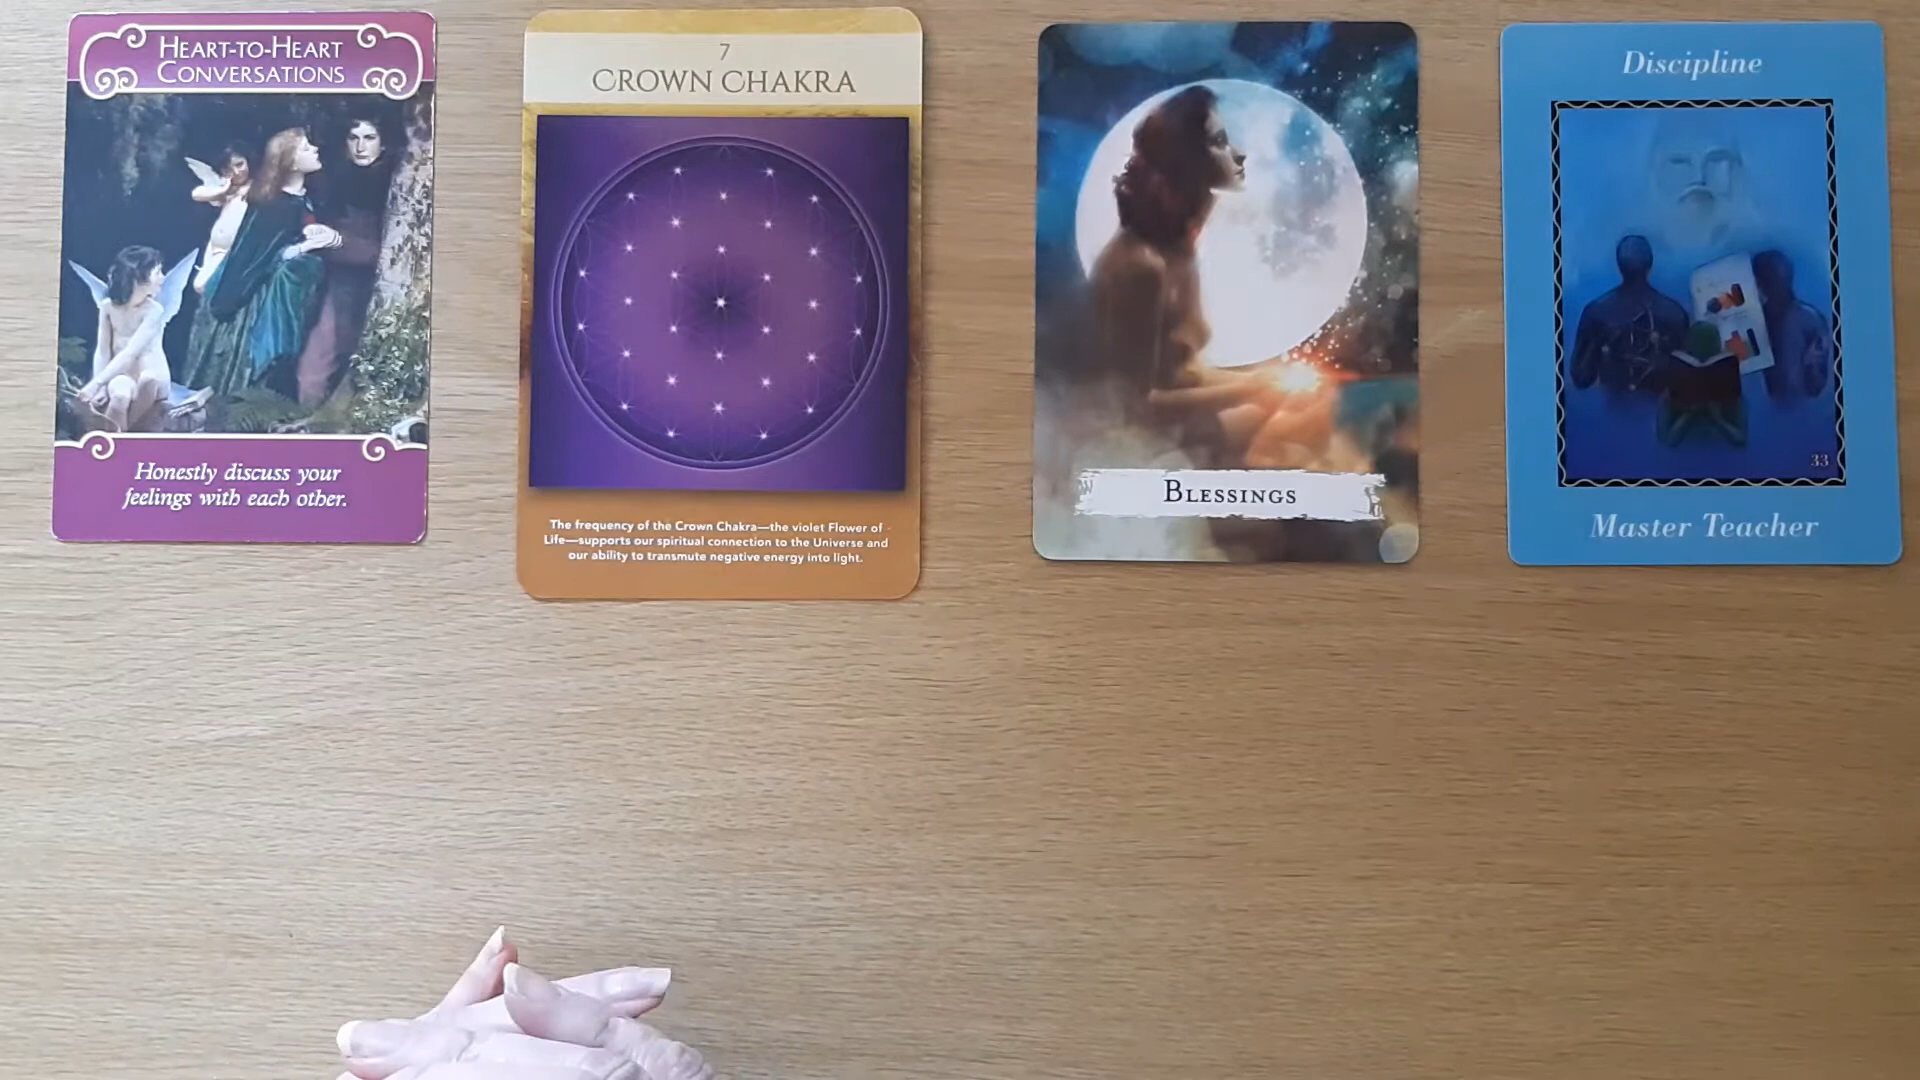 HEART-TO-HEART
CONVERSATIONS
Honestly discuss your
feelings with each other.
7
CROWN CHAKRA
The frequency of the Crown Chakra—the violet Flower of
Life—supports our spiritual connection to the Universe and
our ability to transmute negative energy into light.
BLESSINGS
Discipline
33
Master Teacher